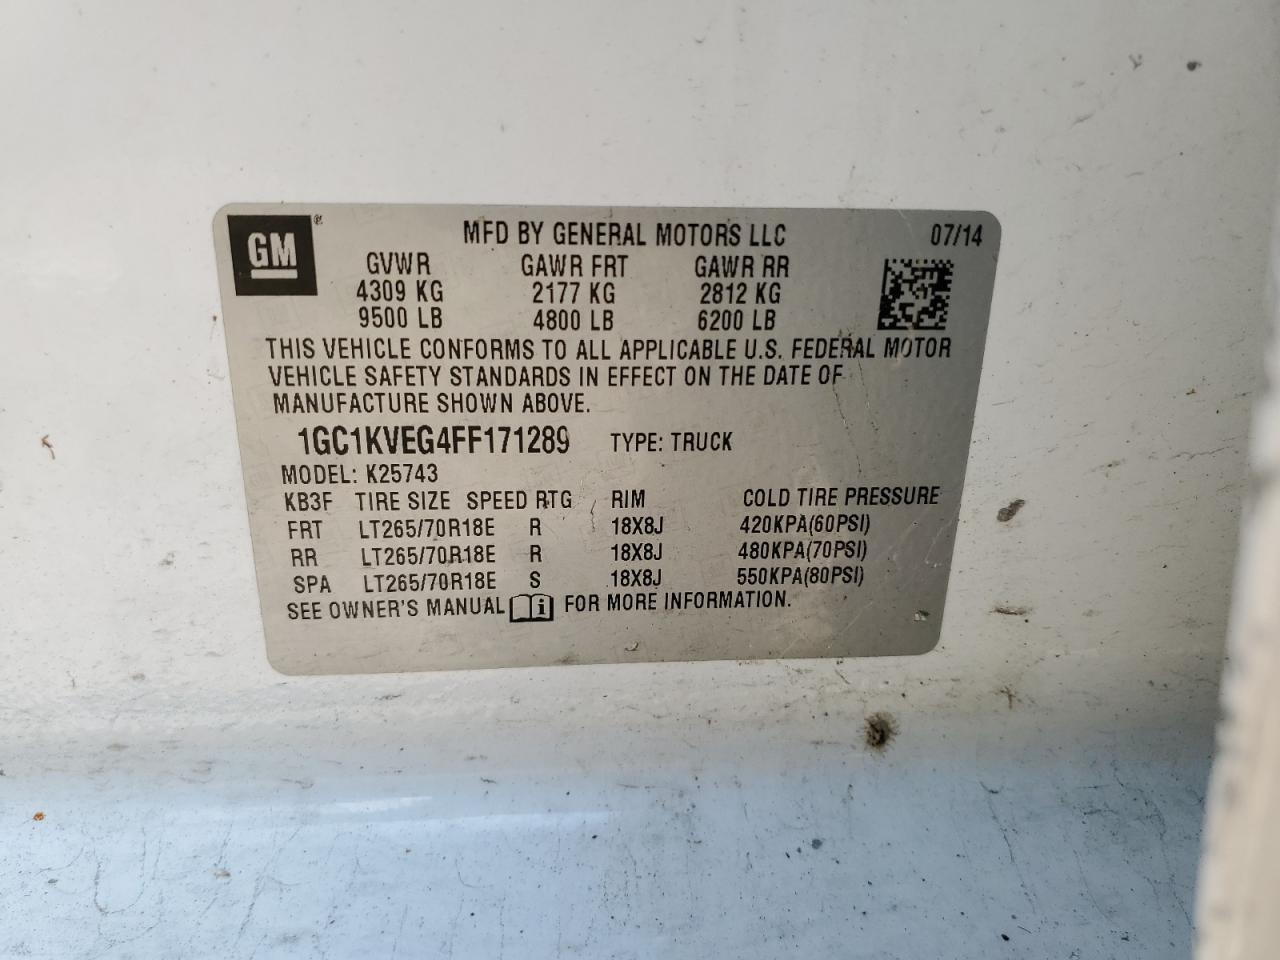 GM ®
MFD BY GENERAL MOTORS LLC 07/14
GVWR GAWR FRT GAWR RR
4309 KG 2177 KG 2812 KG
9500 LB 4800 LB 6200 LB
THIS VEHICLE CONFORMS TO ALL APPLICABLE U.S. FEDERAL MOTOR
VEHICLE SAFETY STANDARDS IN EFFECT ON THE DATE OF
MANUFACTURE SHOWN ABOVE.
1GC1KVEG4FF171289 TYPE: TRUCK
MODEL: K25743
KB3F TIRE SIZE SPEED RTG RIM COLD TIRE PRESSURE
FRT LT265/70R18E R 18X8J 420KPA(60PSI)
RR LT265/70R18E R 18X8J 480KPA(70PSI)
SPA LT265/70R18E S 18X8J 550KPA(80PSI)
SEE OWNER'S MANUAL i FOR MORE INFORMATION.